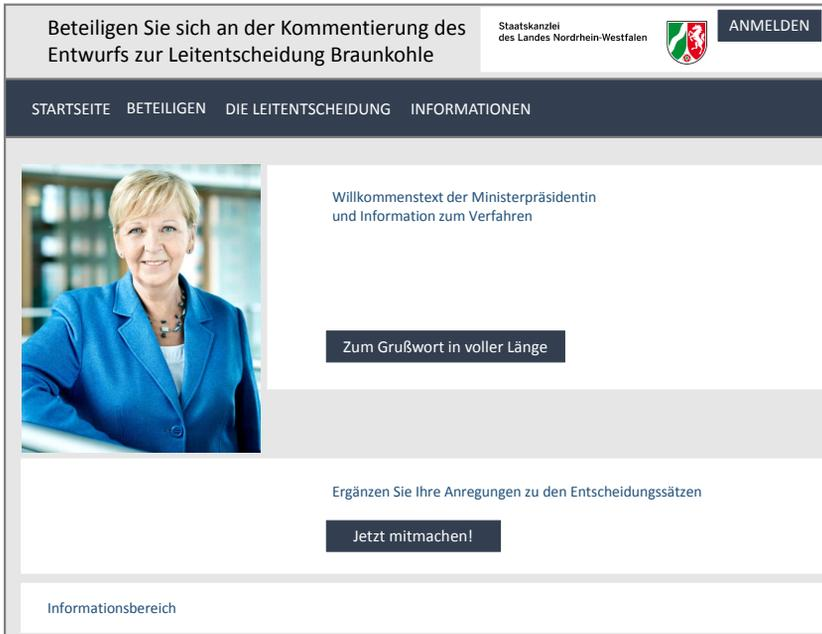 Beteiligen Sie sich an der Kommentierung des
Entwurfs zur Leitentscheidung Braunkohle
Staatskanzlei
des Landes Nordrhein-Westfalen
ANMELDEN
STARTSEITE BETEILIGEN DIE LEITENTSCHEIDUNG INFORMATIONEN
Willkommenstext der Ministerpräsidentin
und Information zum Verfahren
Zum Grußwort in voller Länge
Ergänzen Sie Ihre Anregungen zu den Entscheidungssätzen
Jetzt mitmachen!
Informationsbereich